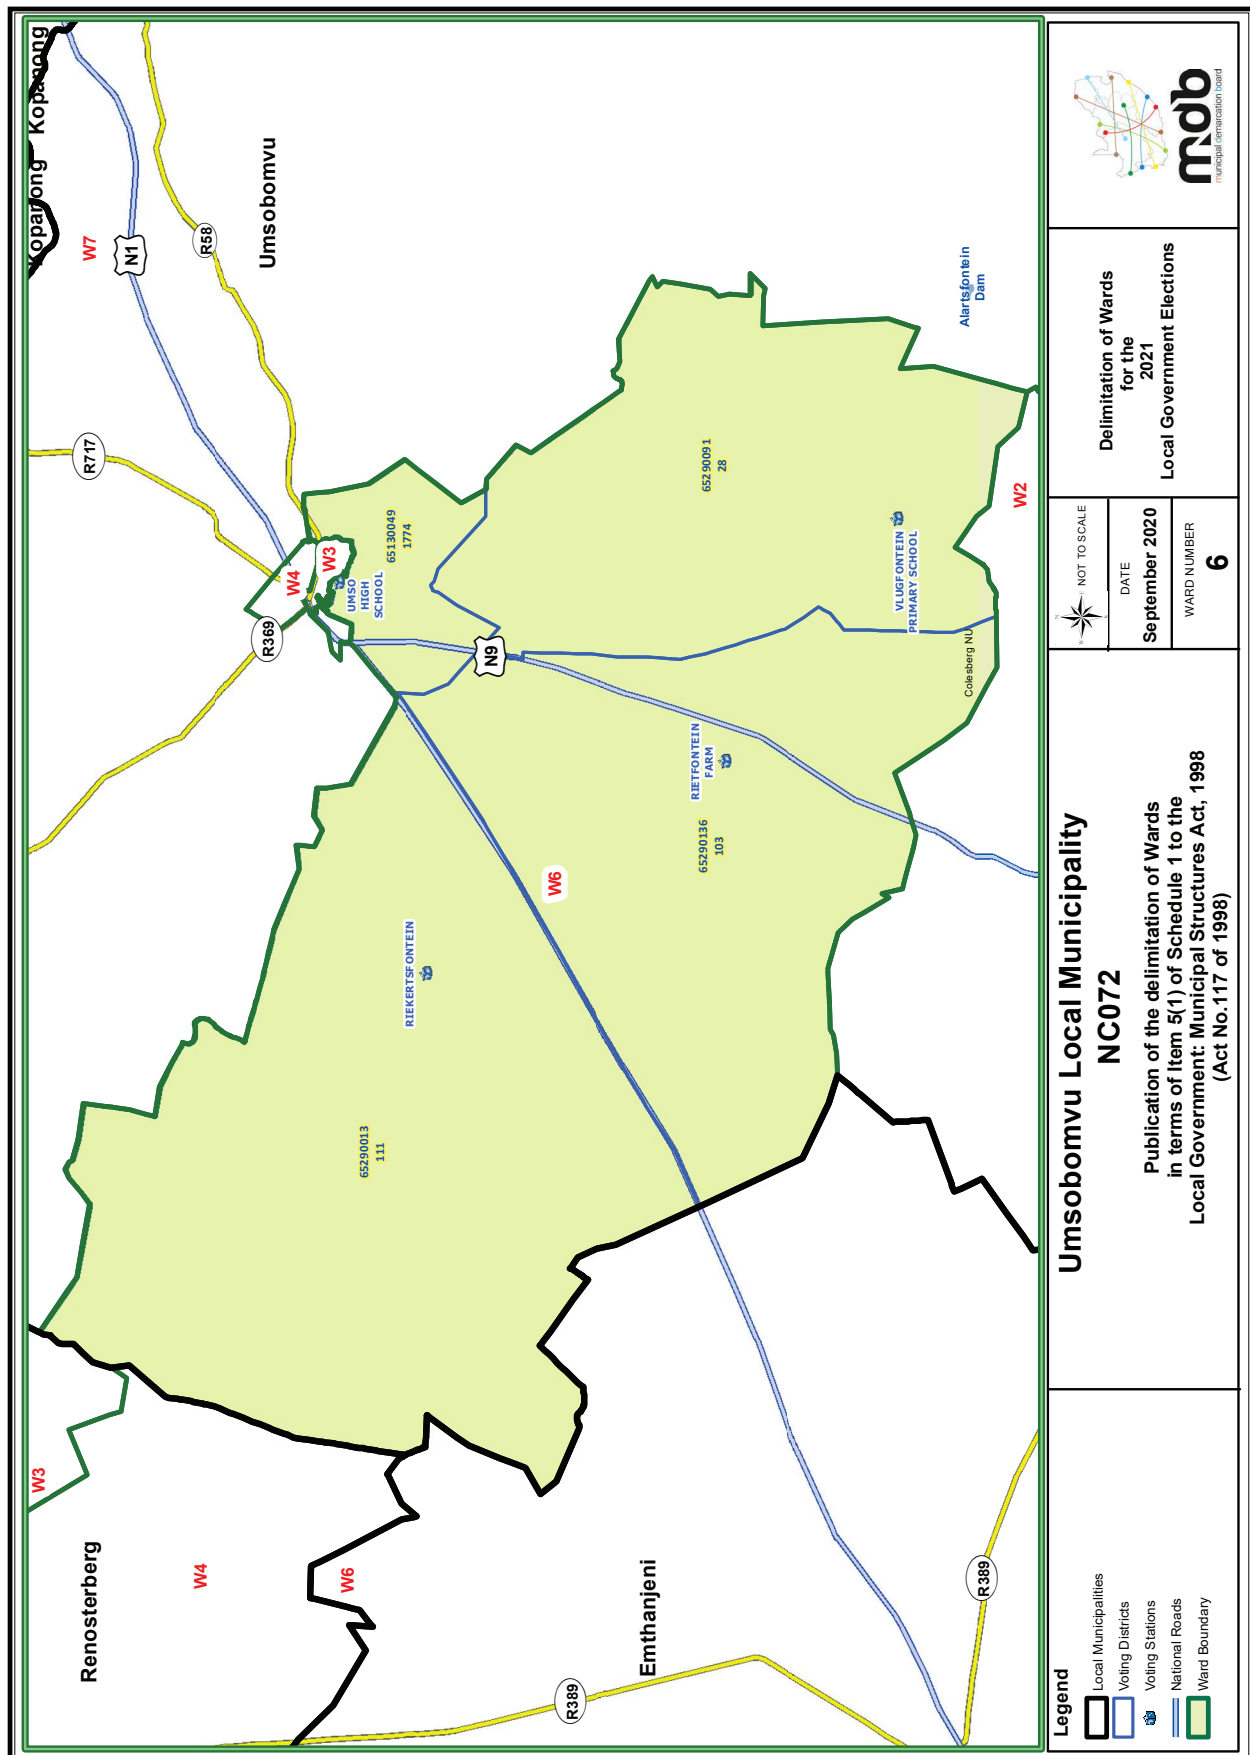 Kopanong
Kopanong
W7
N1
R58
Umsobomvu
R717
W4
W3
R369
UMSO
HIGH
SCHOOL
65130049
1774
N9
65290091
28
VLUGFONTEIN
PRIMARY SCHOOL
Alartsfontein
Dam
W2
Colesberg NU
RIETFONTEIN
FARM
65290136
103
W6
RIEKERTSFONTEIN
65290013
111
W3
Renosterberg
W4
W6
Emthanjeni
R389
R389
Legend
Local Municipalities
Voting Districts
Voting Stations
National Roads
Ward Boundary
Umsobomvu Local Municipality
NC072
Publication of the delimitation of Wards
in terms of Item 5(1) of Schedule 1 to the
Local Government: Municipal Structures Act, 1998
(Act No.117 of 1998)
NOT TO SCALE
DATE
September 2020
WARD NUMBER
6
Delimitation of Wards
for the
2021
Local Government Elections
mdb
municipal demarcation board